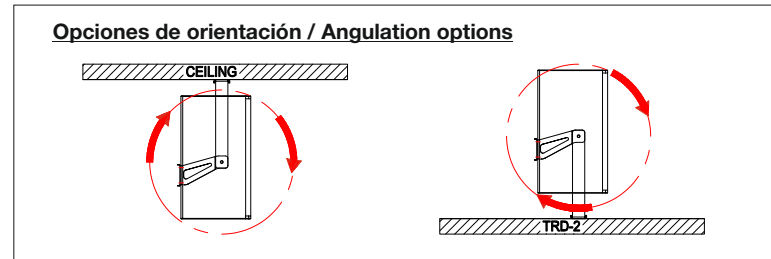 Opciones de orientación / Angulation options
CEILING
TRD-2